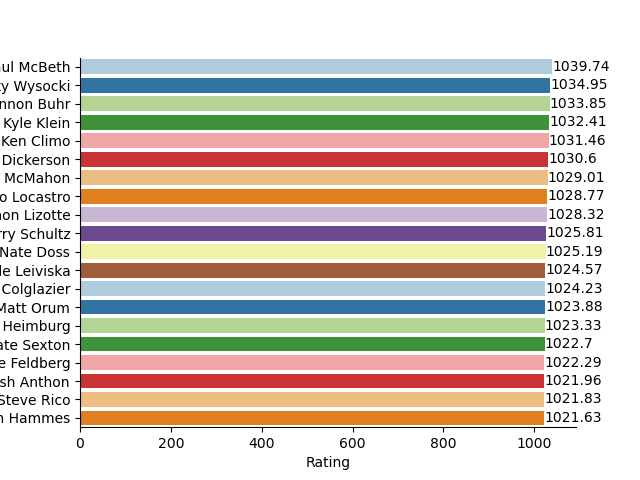 ul McBeth 1039.74
y Wysocki 1034.95
nnon Buhr 1033.85
Kyle Klein 1032.41
Ken Climo 1031.46
Dickerson 1030.6
McMahon 1029.01
o Locastro 1028.77
on Lizotte 1028.32
rry Schultz 1025.81
Nate Doss 1025.19
le Leiviska 1024.57
Colglazier 1024.23
Matt Orum 1023.88
Heimburg 1023.33
ate Sexton 1022.7
e Feldberg 1022.29
sh Anthon 1021.96
Steve Rico 1021.83
n Hammes 1021.63
0 200 400 600 800 1000
Rating